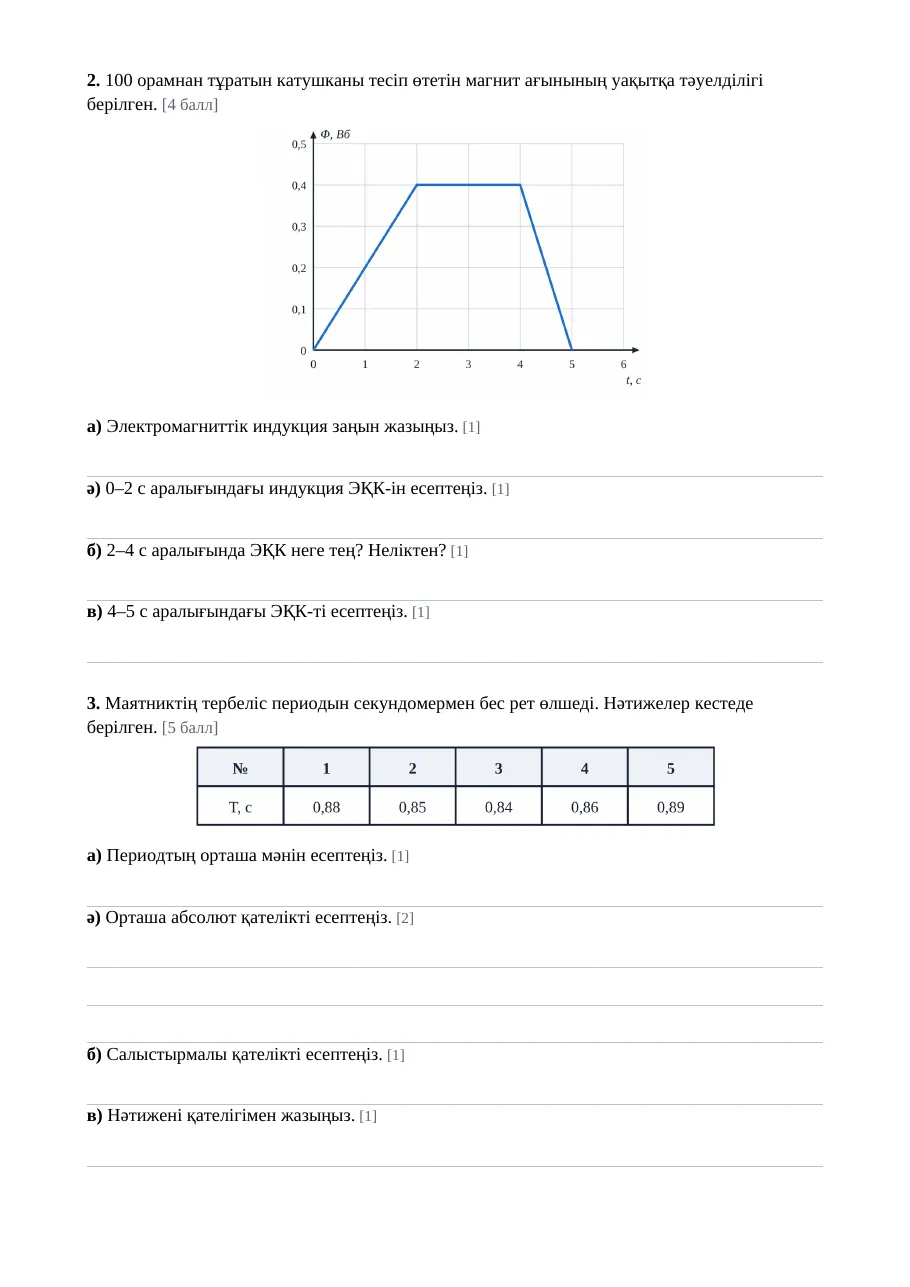 2. 100 орамнан тұратын катушканы тесіп өтетін магнит ағынының уақытқа тәуелділігі
берілген. [4 балл]
Ф, Вб
0,5
0,4
0,3
0,2
0,1
0
0 1 2 3 4 5 6
t, с
а) Электромагниттік индукция заңын жазыңыз. [1]
ә) 0–2 с аралығындағы индукция ЭҚК-ін есептеңіз. [1]
б) 2–4 с аралығында ЭҚК неге тең? Неліктен? [1]
в) 4–5 с аралығындағы ЭҚК-ті есептеңіз. [1]
3. Маятниктің тербеліс периодын секундомермен бес рет өлшеді. Нәтижелер кестеде
берілген. [5 балл]
№ 1 2 3 4 5
Т, с 0,88 0,85 0,84 0,86 0,89
а) Периодтың орташа мәнін есептеңіз. [1]
ә) Орташа абсолют қателікті есептеңіз. [2]
б) Салыстырмалы қателікті есептеңіз. [1]
в) Нәтижені қателігімен жазыңыз. [1]